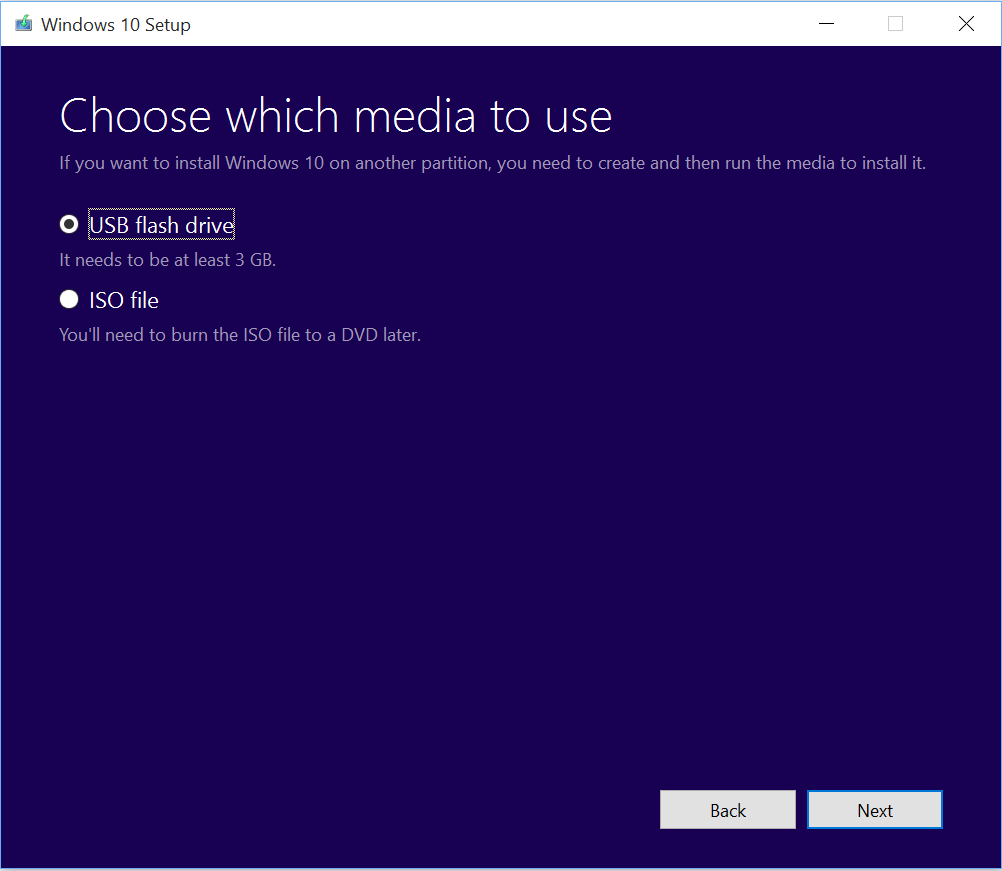 Windows 10 Setup
Choose which media to use
If you want to install Windows 10 on another partition, you need to create and then run the media to install it.
USB flash drive
It needs to be at least 3 GB.
ISO file
You'll need to burn the ISO file to a DVD later.
Back Next